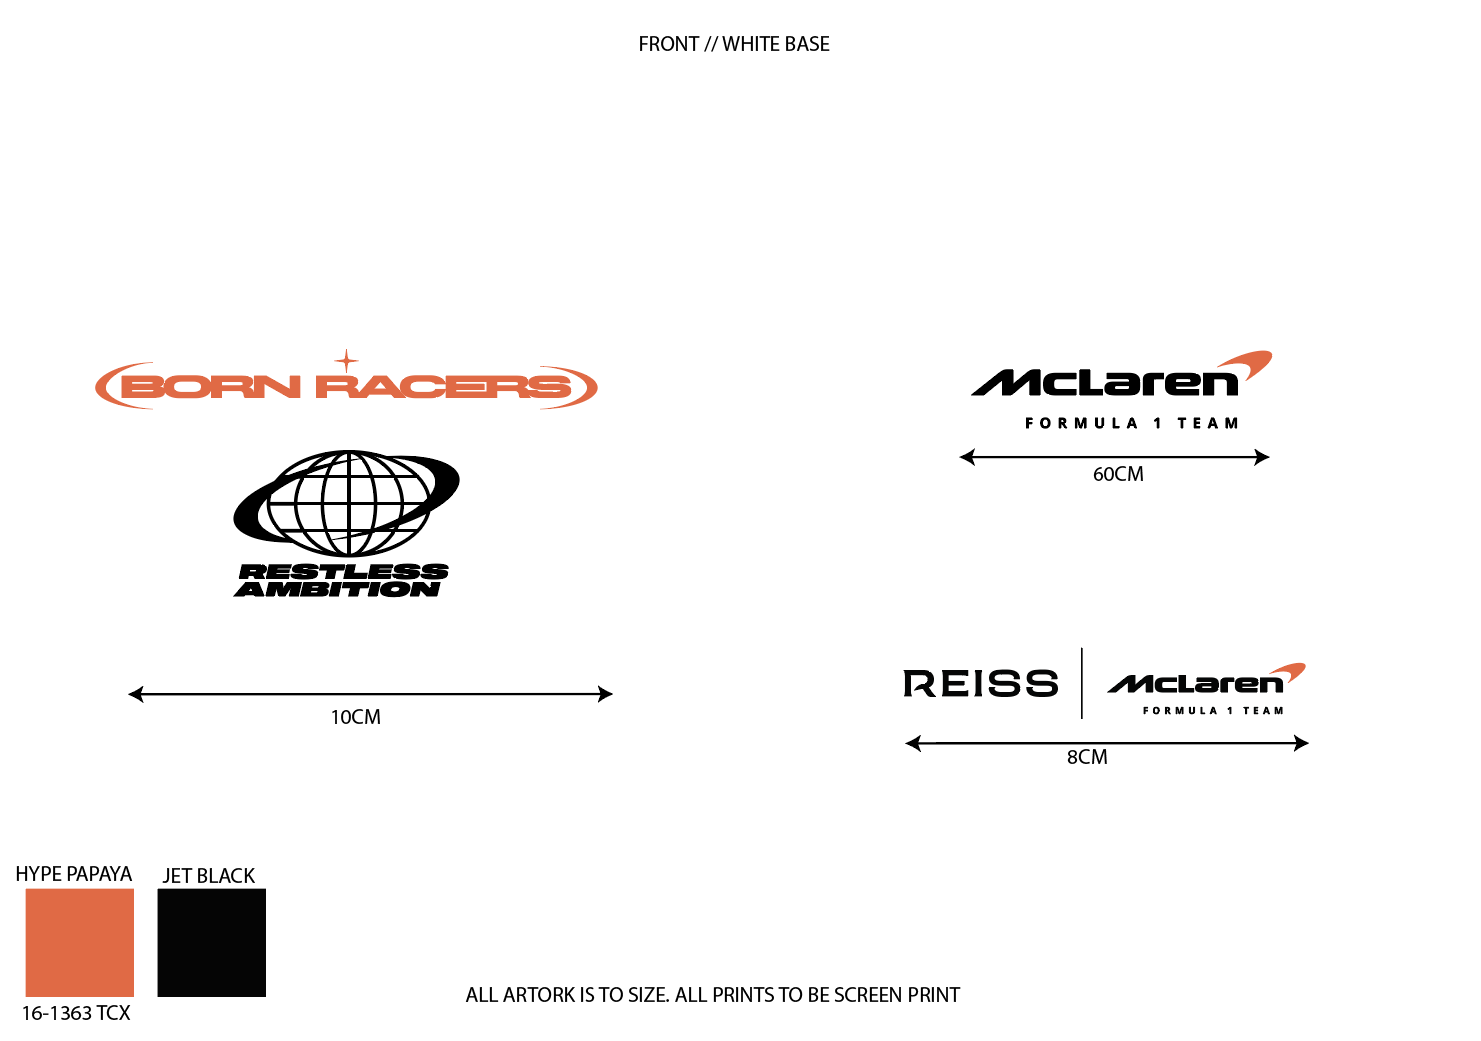 FRONT // WHITE BASE
BORN RACERS
RESTLESS
AMBITION
10CM
McLaren
FORMULA 1 TEAM
60CM
REISS
McLaren
FORMULA 1 TEAM
8CM
HYPE PAPAYA
JET BLACK
16-1363 TCX
ALL ARTORK IS TO SIZE. ALL PRINTS TO BE SCREEN PRINT